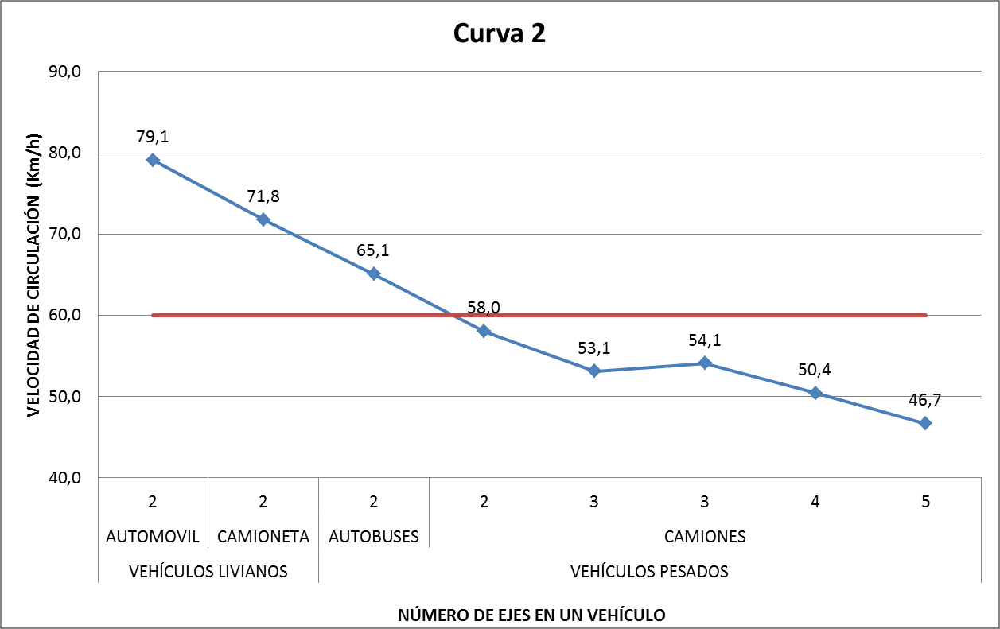 Curva 2
VELOCIDAD DE CIRCULACIÓN (Km/h)
90,0
80,0
70,0
60,0
50,0
40,0
79,1
71,8
65,1
58,0
53,1
54,1
50,4
46,7
2 2 2 2 3 3 4 5
AUTOMOVIL CAMIONETA AUTOBUSES CAMIONES
VEHÍCULOS LIVIANOS VEHÍCULOS PESADOS
NÚMERO DE EJES EN UN VEHÍCULO